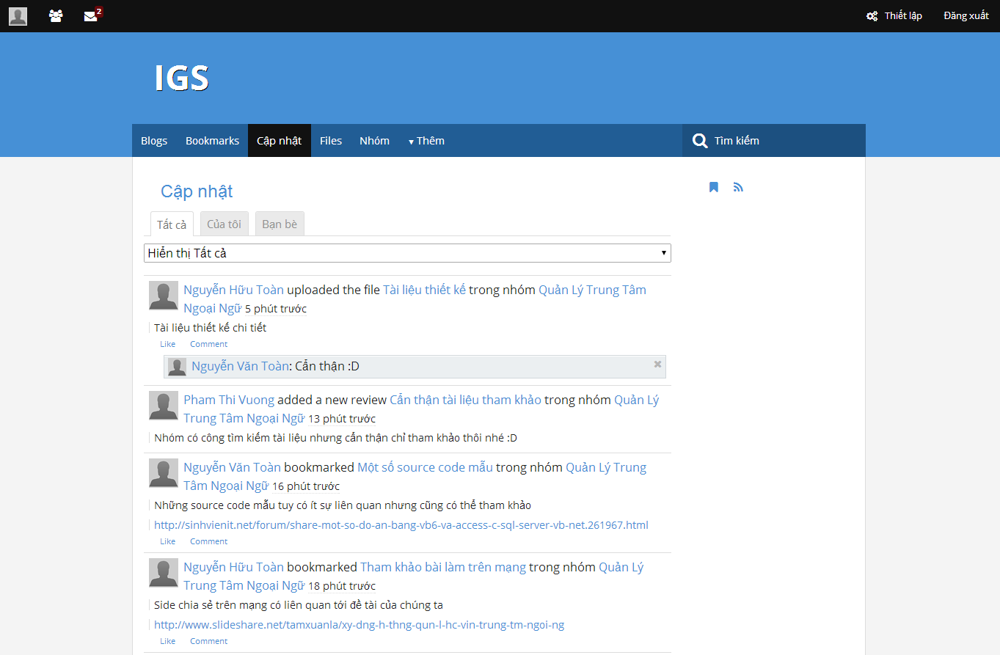 2
Thiết lập
Đăng xuất
IGS
Blogs Bookmarks Cập nhật Files Nhóm ▾ Thêm
Tìm kiếm
Cập nhật
Tất cả Của tôi Bạn bè
Hiển thị Tất cả
Nguyễn Hữu Toàn uploaded the file Tài liệu thiết kế trong nhóm Quản Lý Trung Tâm
Ngoại Ngữ 5 phút trước
Tài liệu thiết kế chi tiết
Like Comment
Nguyễn Văn Toàn: Cẩn thận :D
Pham Thi Vuong added a new review Cẩn thận tài liệu tham khảo trong nhóm Quản Lý
Trung Tâm Ngoại Ngữ 13 phút trước
Nhóm có công tìm kiếm tài liệu nhưng cẩn thận chỉ tham khảo thôi nhé :D
Nguyễn Văn Toàn bookmarked Một số source code mẫu trong nhóm Quản Lý Trung
Tâm Ngoại Ngữ 16 phút trước
Những source code mẫu tuy có ít sự liên quan nhưng cũng có thể tham khảo
http://sinhvienit.net/forum/share-mot-so-do-an-bang-vb6-va-access-c-sql-server-vb-net.261967.html
Like Comment
Nguyễn Hữu Toàn bookmarked Tham khảo bài làm trên mạng trong nhóm Quản Lý
Trung Tâm Ngoại Ngữ 18 phút trước
Side chia sẻ trên mạng có liên quan tới đề tài của chúng ta
http://www.slideshare.net/tamxuanla/xy-dng-h-thng-qun-l-hc-vin-trung-tm-ngoi-ng
Like Comment